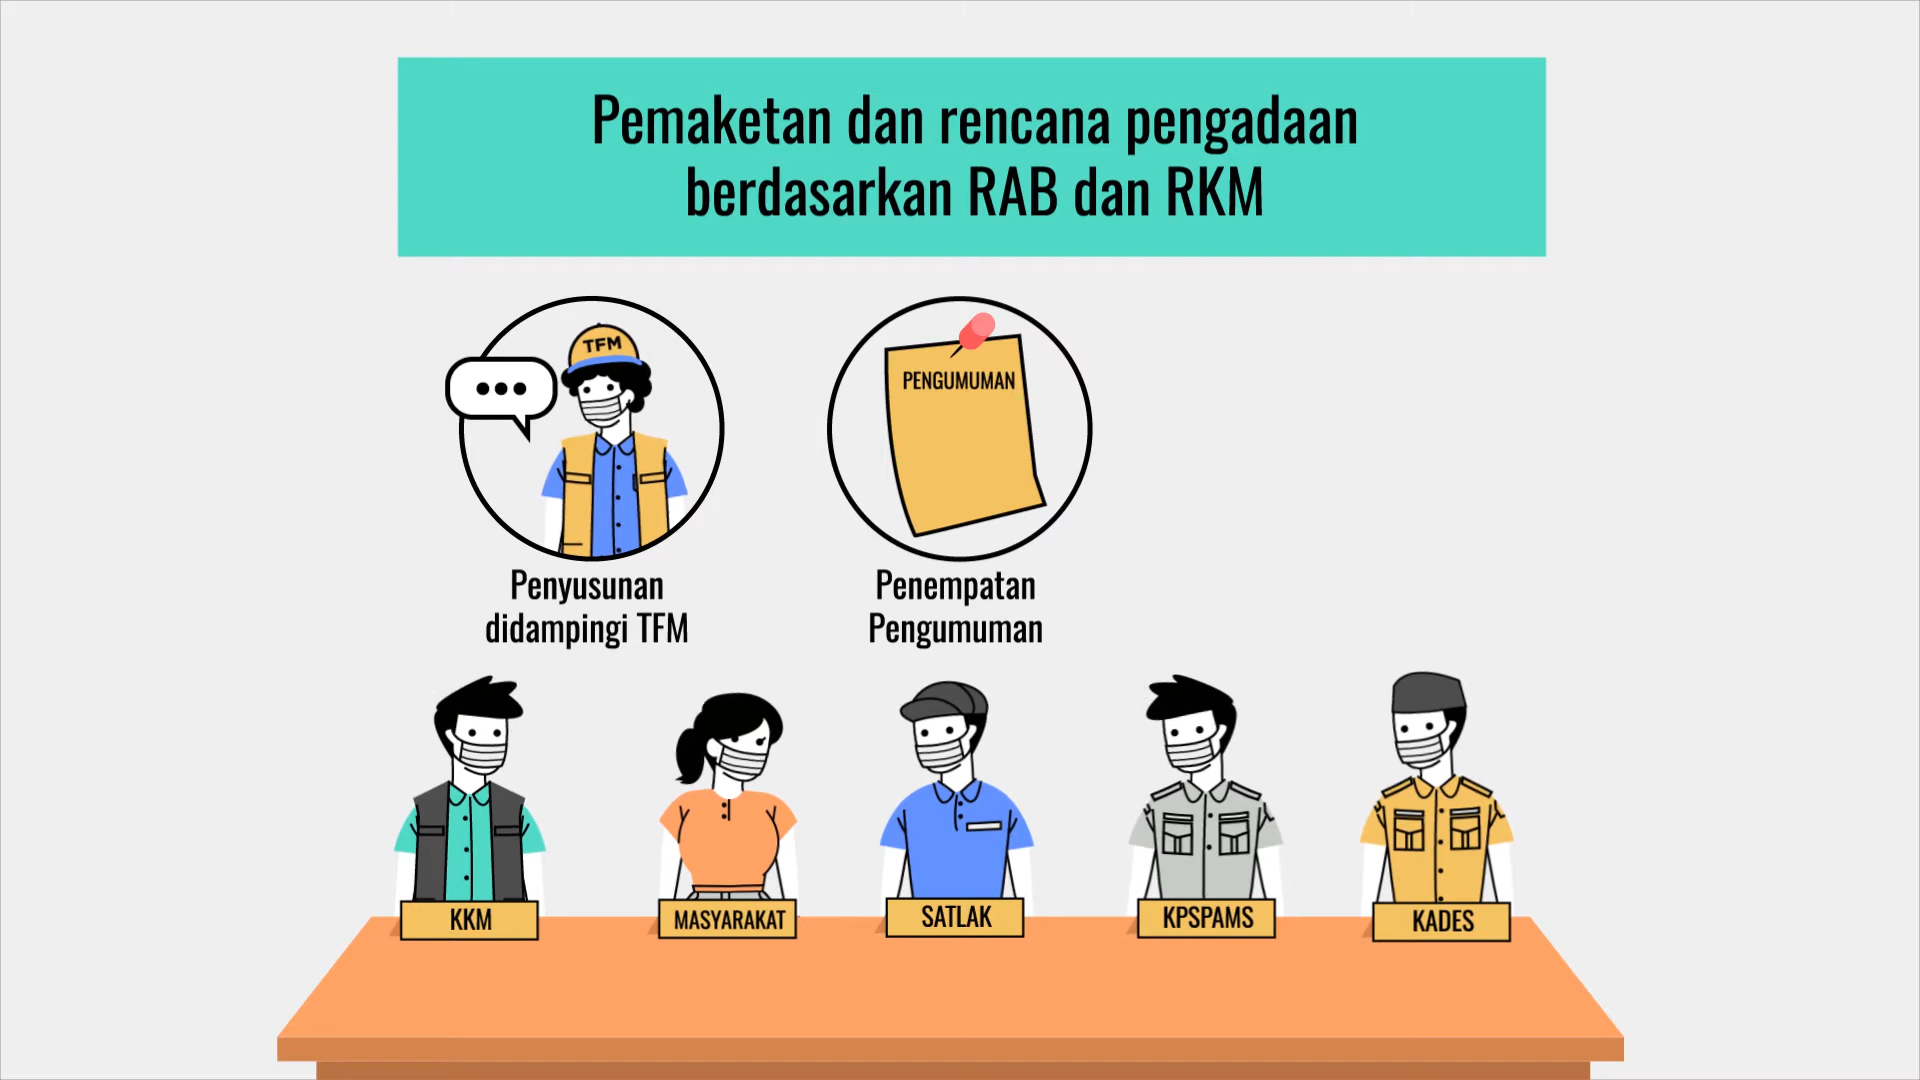 Pemaketan dan rencana pengadaan
berdasarkan RAB dan RKM
TFM
PENGUMUMAN
Penyusunan
didampingi TFM
Penempatan
Pengumuman
KKM
MASYARAKAT
SATLAK
KPSPAMS
KADES